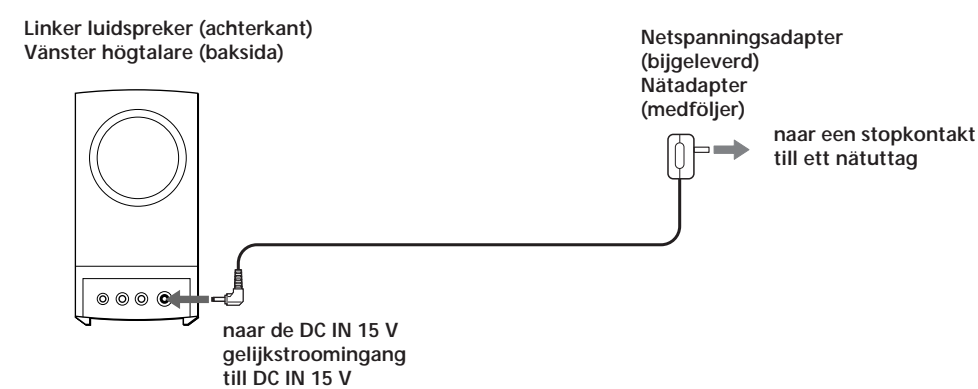 Linker luidspreker (achterkant)
Vänster högtalare (baksida)
Netspanningsadapter
(bijgeleverd)
Nätadapter
(medföljer)
naar een stopkontakt
till ett nätuttag
naar de DC IN 15 V
gelijkstroomingang
till DC IN 15 V